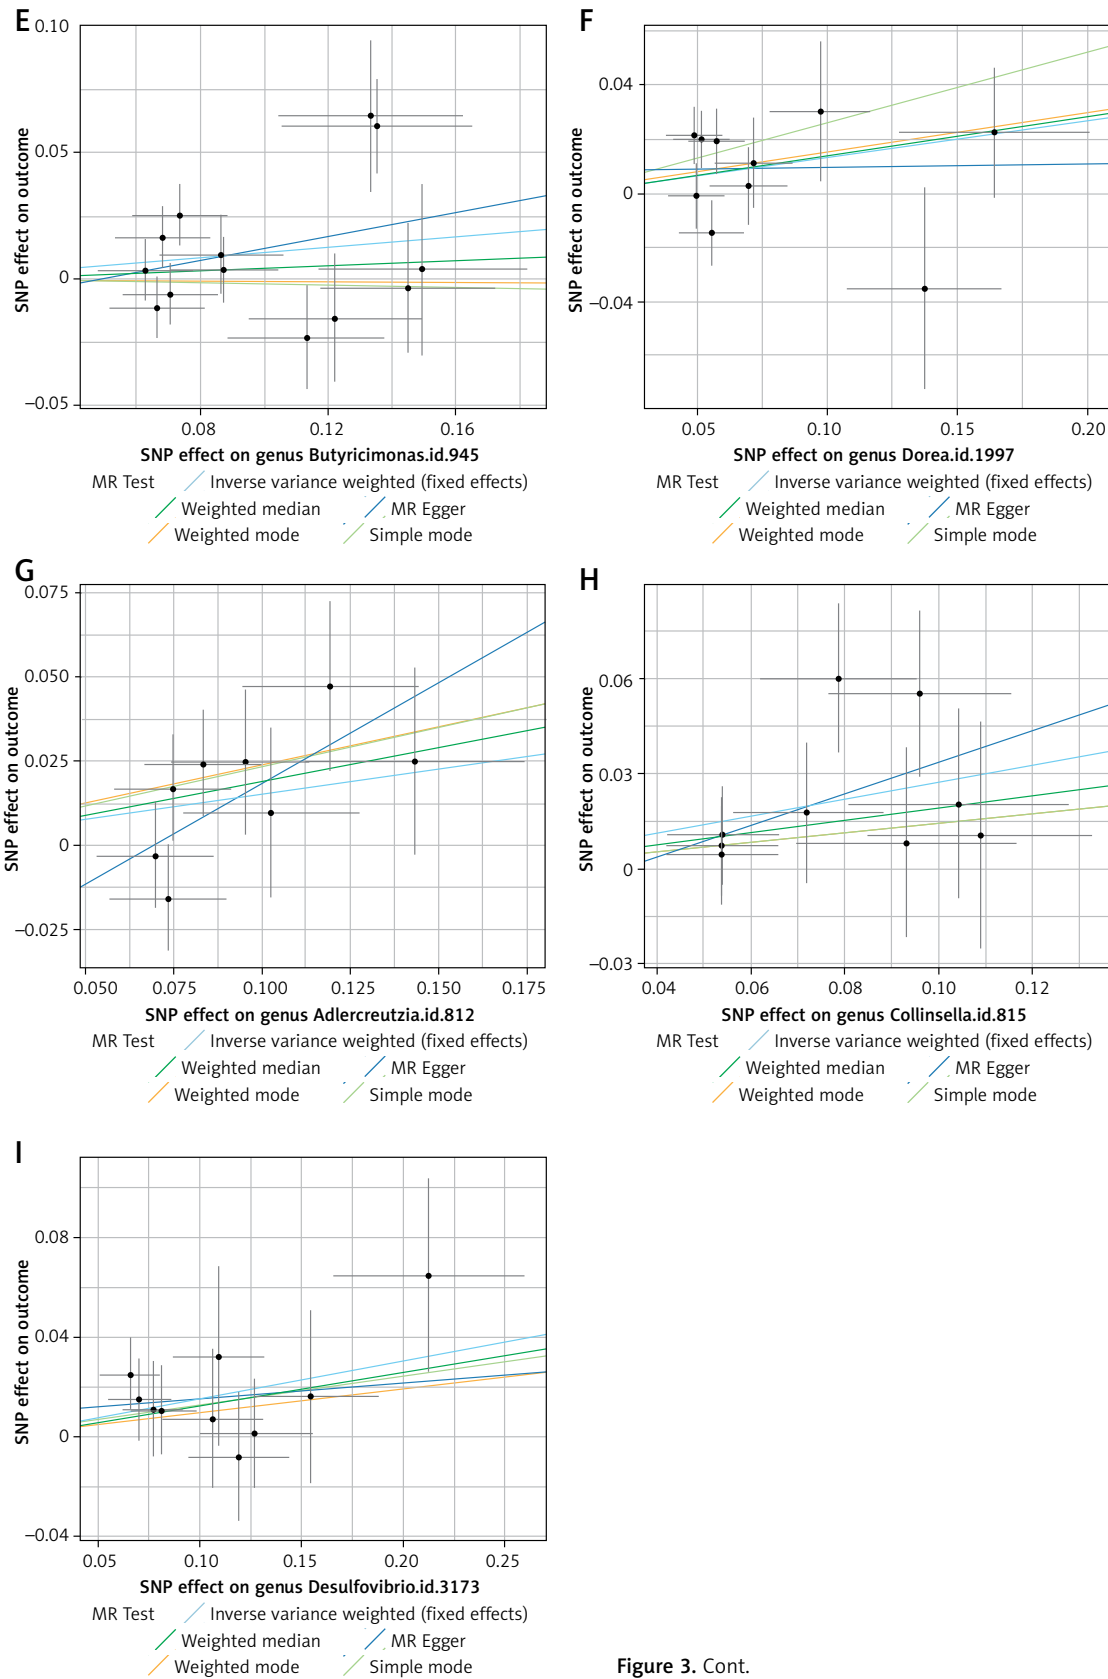 E
0.10
0.05
0
−0.05
SNP effect on outcome
0.08 0.12 0.16
SNP effect on genus Butyricimonas.id.945
MR Test Inverse variance weighted (fixed effects)
Weighted median MR Egger
Weighted mode Simple mode
F
0.04
0
−0.04
SNP effect on outcome
0.05 0.10 0.15 0.20
SNP effect on genus Dorea.id.1997
MR Test Inverse variance weighted (fixed effects)
Weighted median MR Egger
Weighted mode Simple mode
G
0.075
0.050
0.025
0
−0.025
SNP effect on outcome
0.050 0.075 0.100 0.125 0.150 0.175
SNP effect on genus Adlercreutzia.id.812
MR Test Inverse variance weighted (fixed effects)
Weighted median MR Egger
Weighted mode Simple mode
H
0.06
0.03
0
−0.03
SNP effect on outcome
0.04 0.06 0.08 0.10 0.12
SNP effect on genus Collinsella.id.815
MR Test Inverse variance weighted (fixed effects)
Weighted median MR Egger
Weighted mode Simple mode
I
0.08
0.04
0
−0.04
SNP effect on outcome
0.05 0.10 0.15 0.20 0.25
SNP effect on genus Desulfovibrio.id.3173
MR Test Inverse variance weighted (fixed effects)
Weighted median MR Egger
Weighted mode Simple mode
Figure 3. Cont.